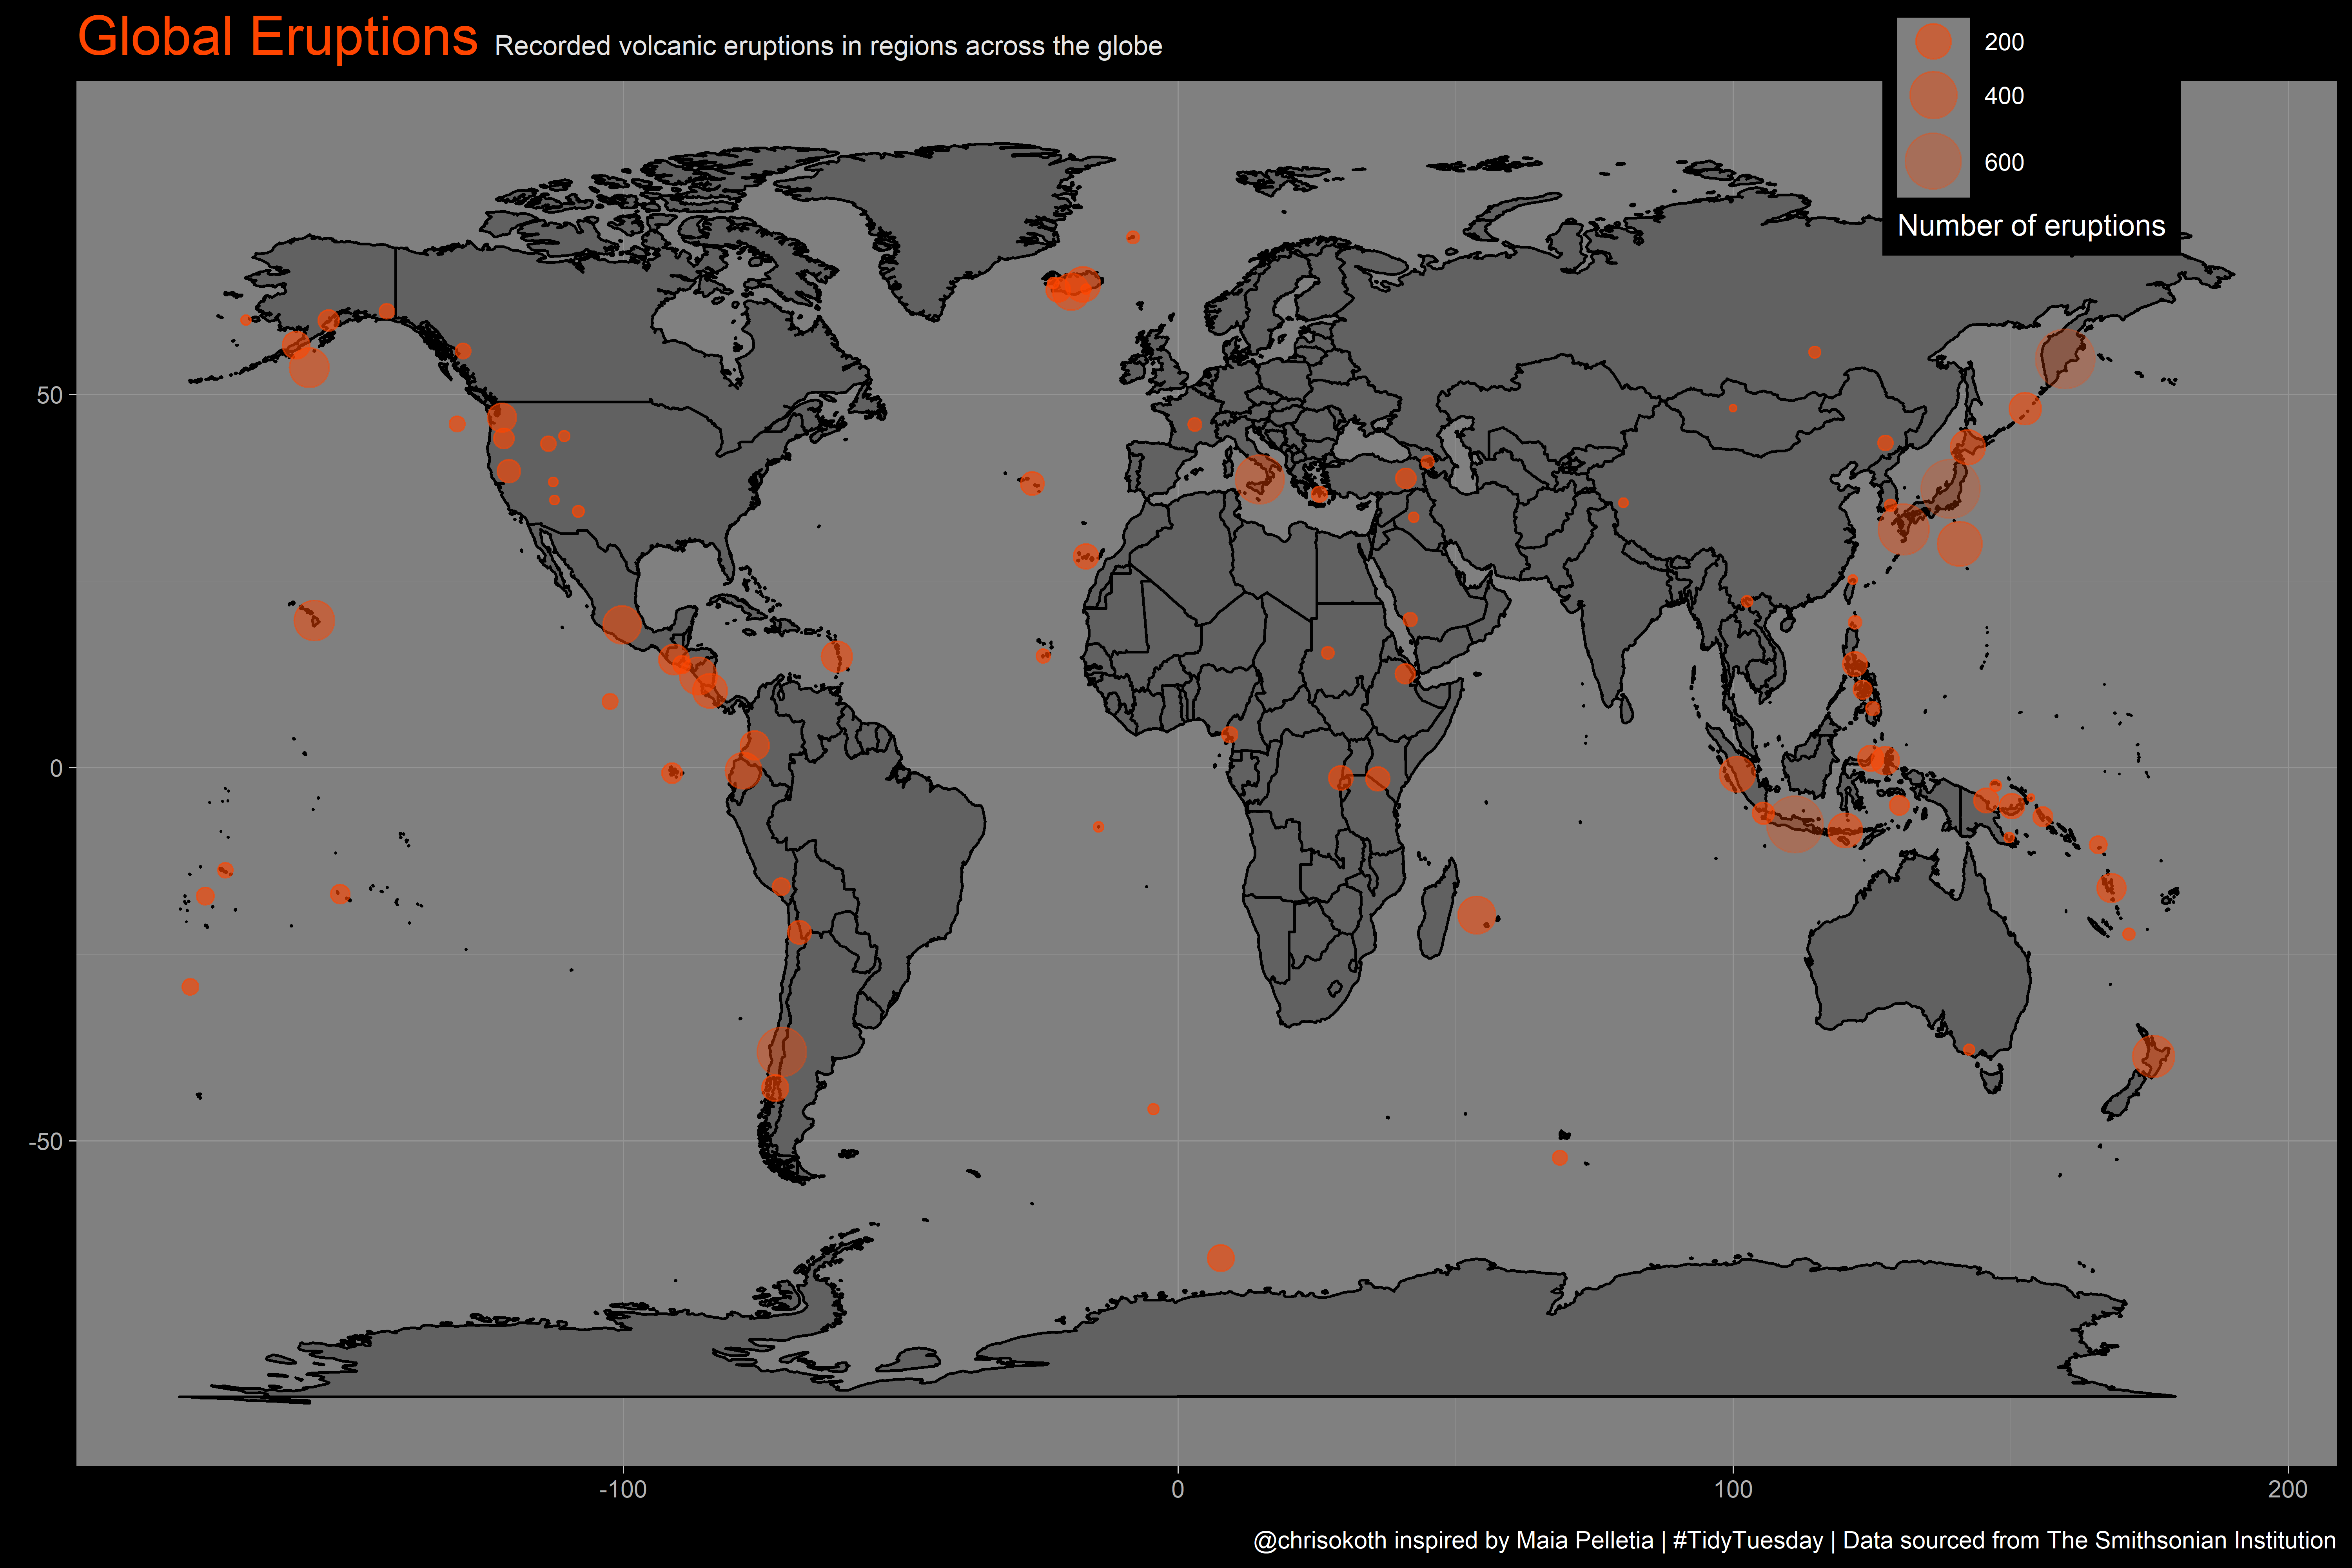 Global Eruptions Recorded volcanic eruptions in regions across the globe
200
400
600
Number of eruptions
50
0
-50
-100 0 100 200
@chrisokoth inspired by Maia Pelletia | #TidyTuesday | Data sourced from The Smithsonian Institution